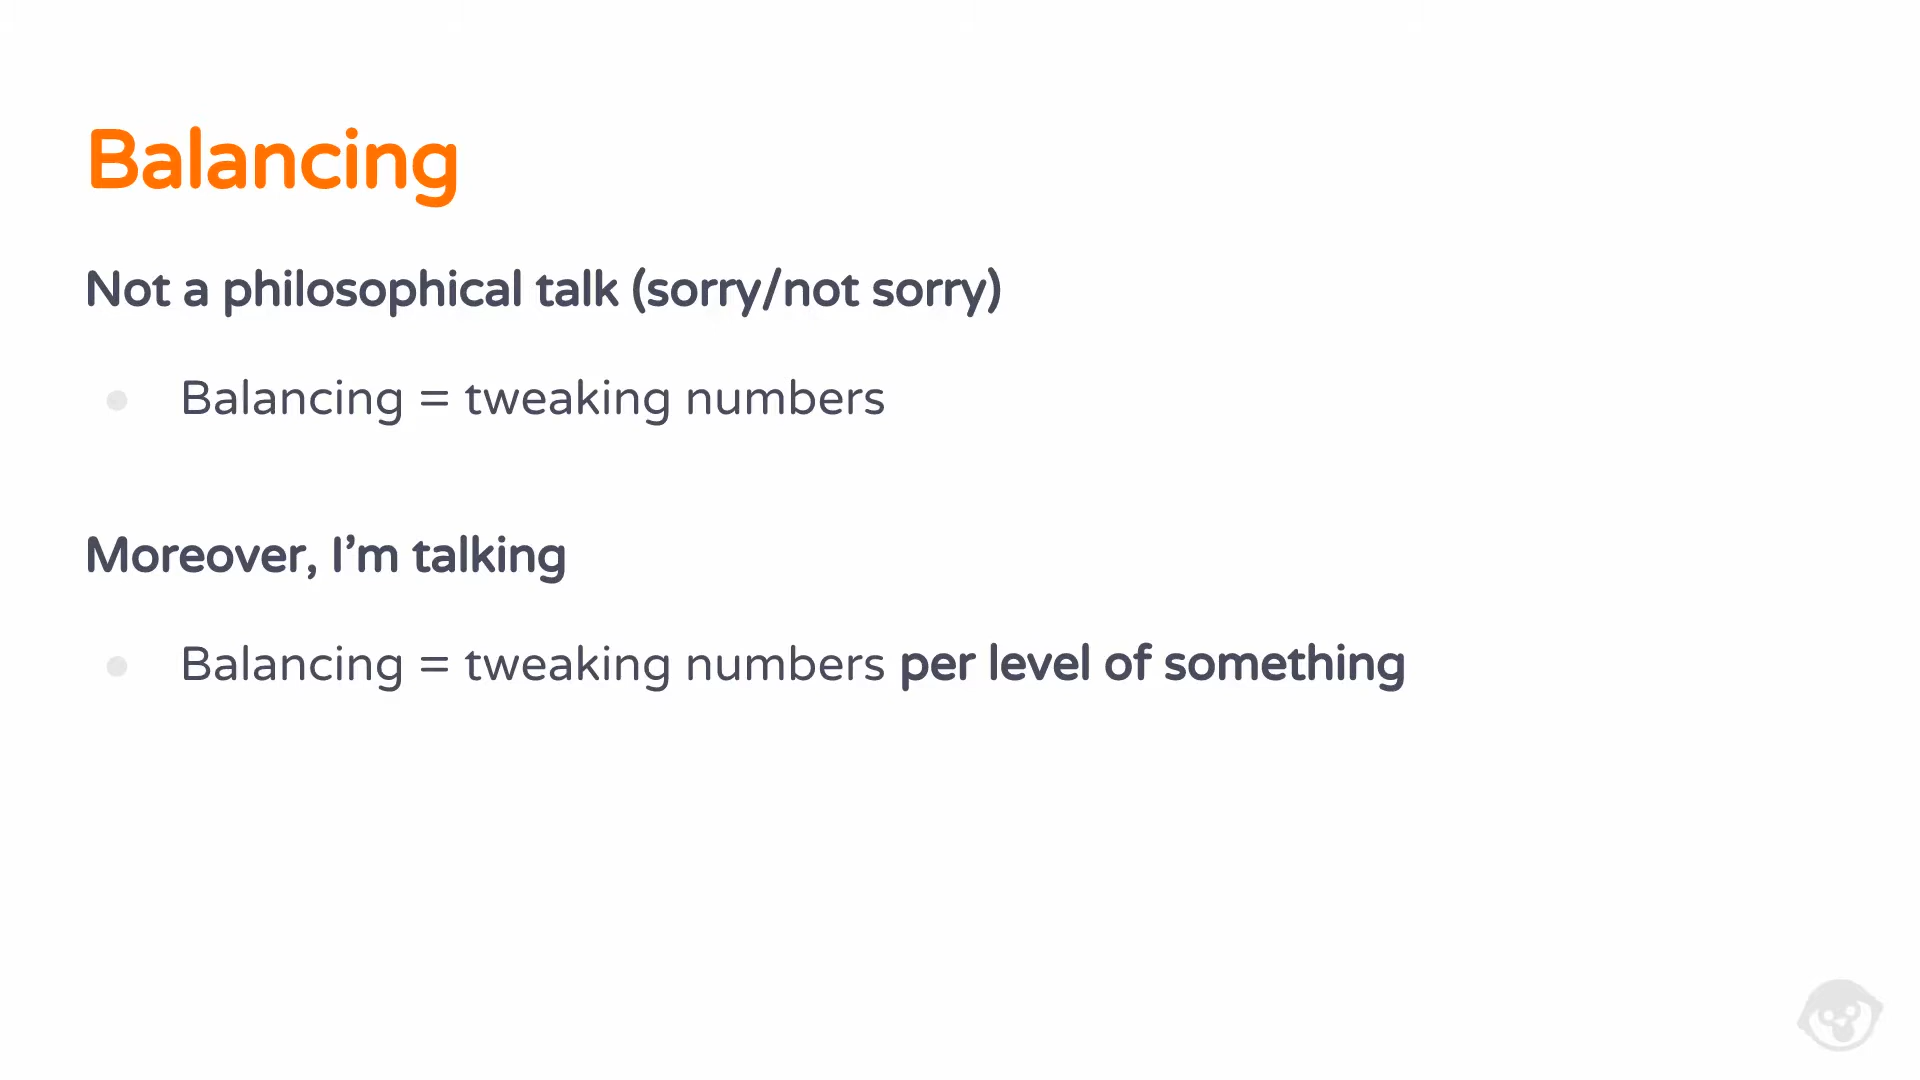 Balancing
Not a philosophical talk (sorry/not sorry)
Balancing = tweaking numbers
Moreover, I’m talking
Balancing = tweaking numbers per level of something